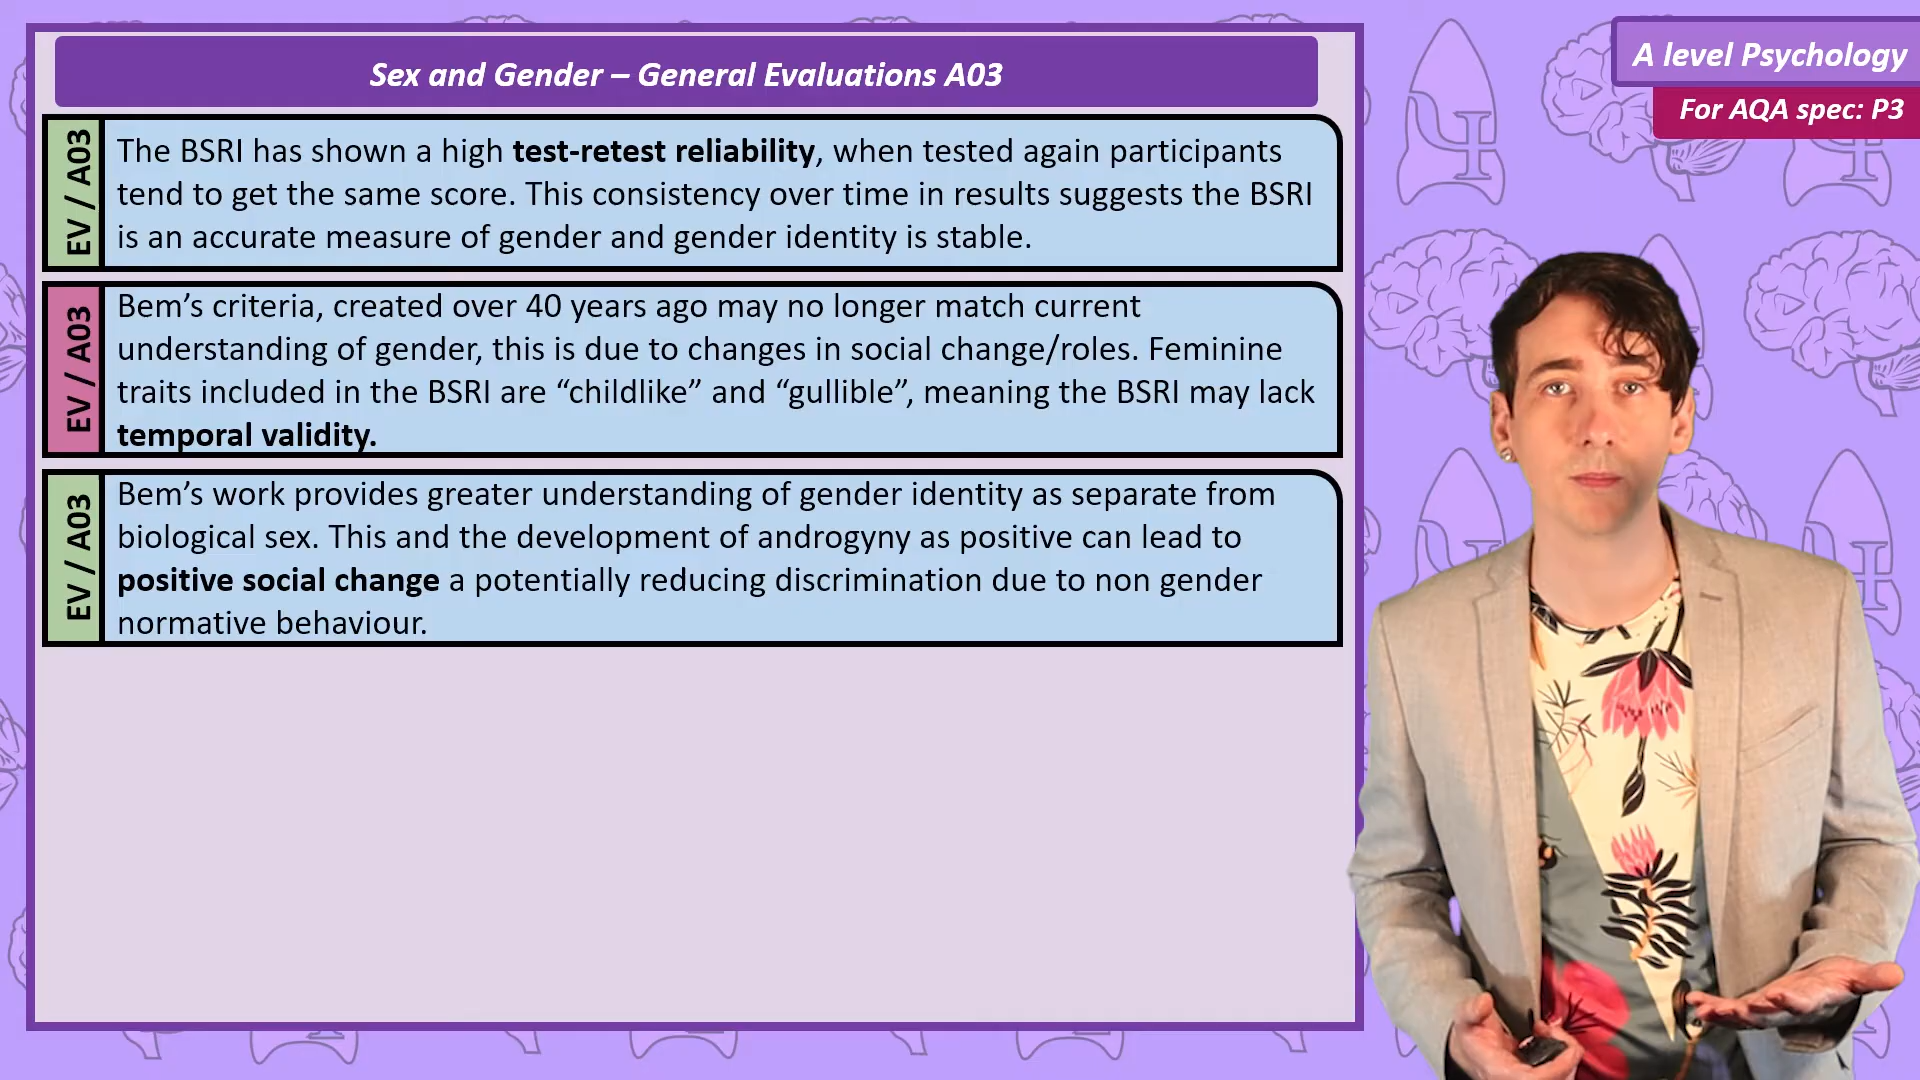 Sex and Gender – General Evaluations A03
A level Psychology
For AQA spec: P3
EV / A03
The BSRI has shown a high test-retest reliability, when tested again participants
tend to get the same score. This consistency over time in results suggests the BSRI
is an accurate measure of gender and gender identity is stable.
EV / A03
Bem’s criteria, created over 40 years ago may no longer match current
understanding of gender, this is due to changes in social change/roles. Feminine
traits included in the BSRI are “childlike” and “gullible”, meaning the BSRI may lack
temporal validity.
EV / A03
Bem’s work provides greater understanding of gender identity as separate from
biological sex. This and the development of androgyny as positive can lead to
positive social change a potentially reducing discrimination due to non gender
normative behaviour.